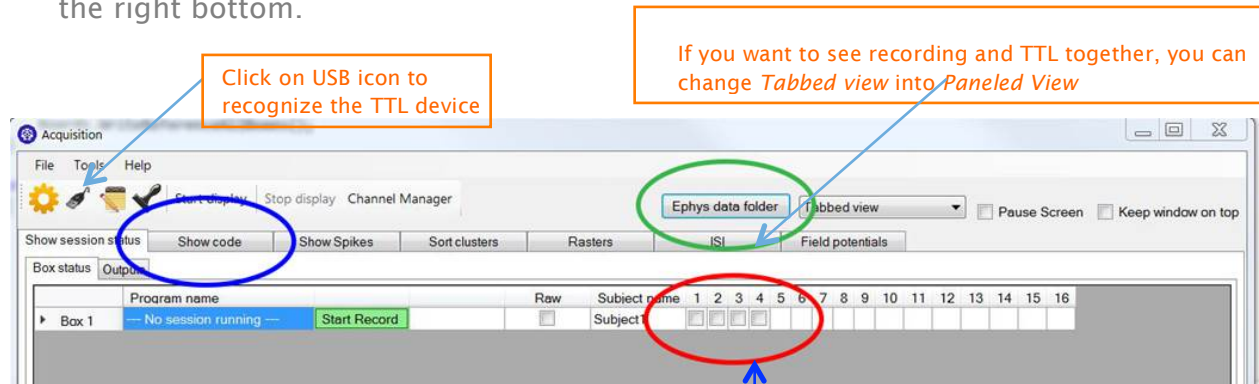 the right bottom.
Click on USB icon to
recognize the TTL device
If you want to see recording and TTL together, you can
change Tabbed view into Paneled View
Acquisition
File Tools Help
Start display Stop display Channel Manager Ephys data folder Tabbed view Pause Screen Keep window on top
Show session status Show code Show Spikes Sort clusters Rasters ISI Field potentials
Box status Outputs
Program name Raw Subject name 1 2 3 4 5 6 7 8 9 10 11 12 13 14 15 16
Box 1 --- No session running --- Start Record Subject1